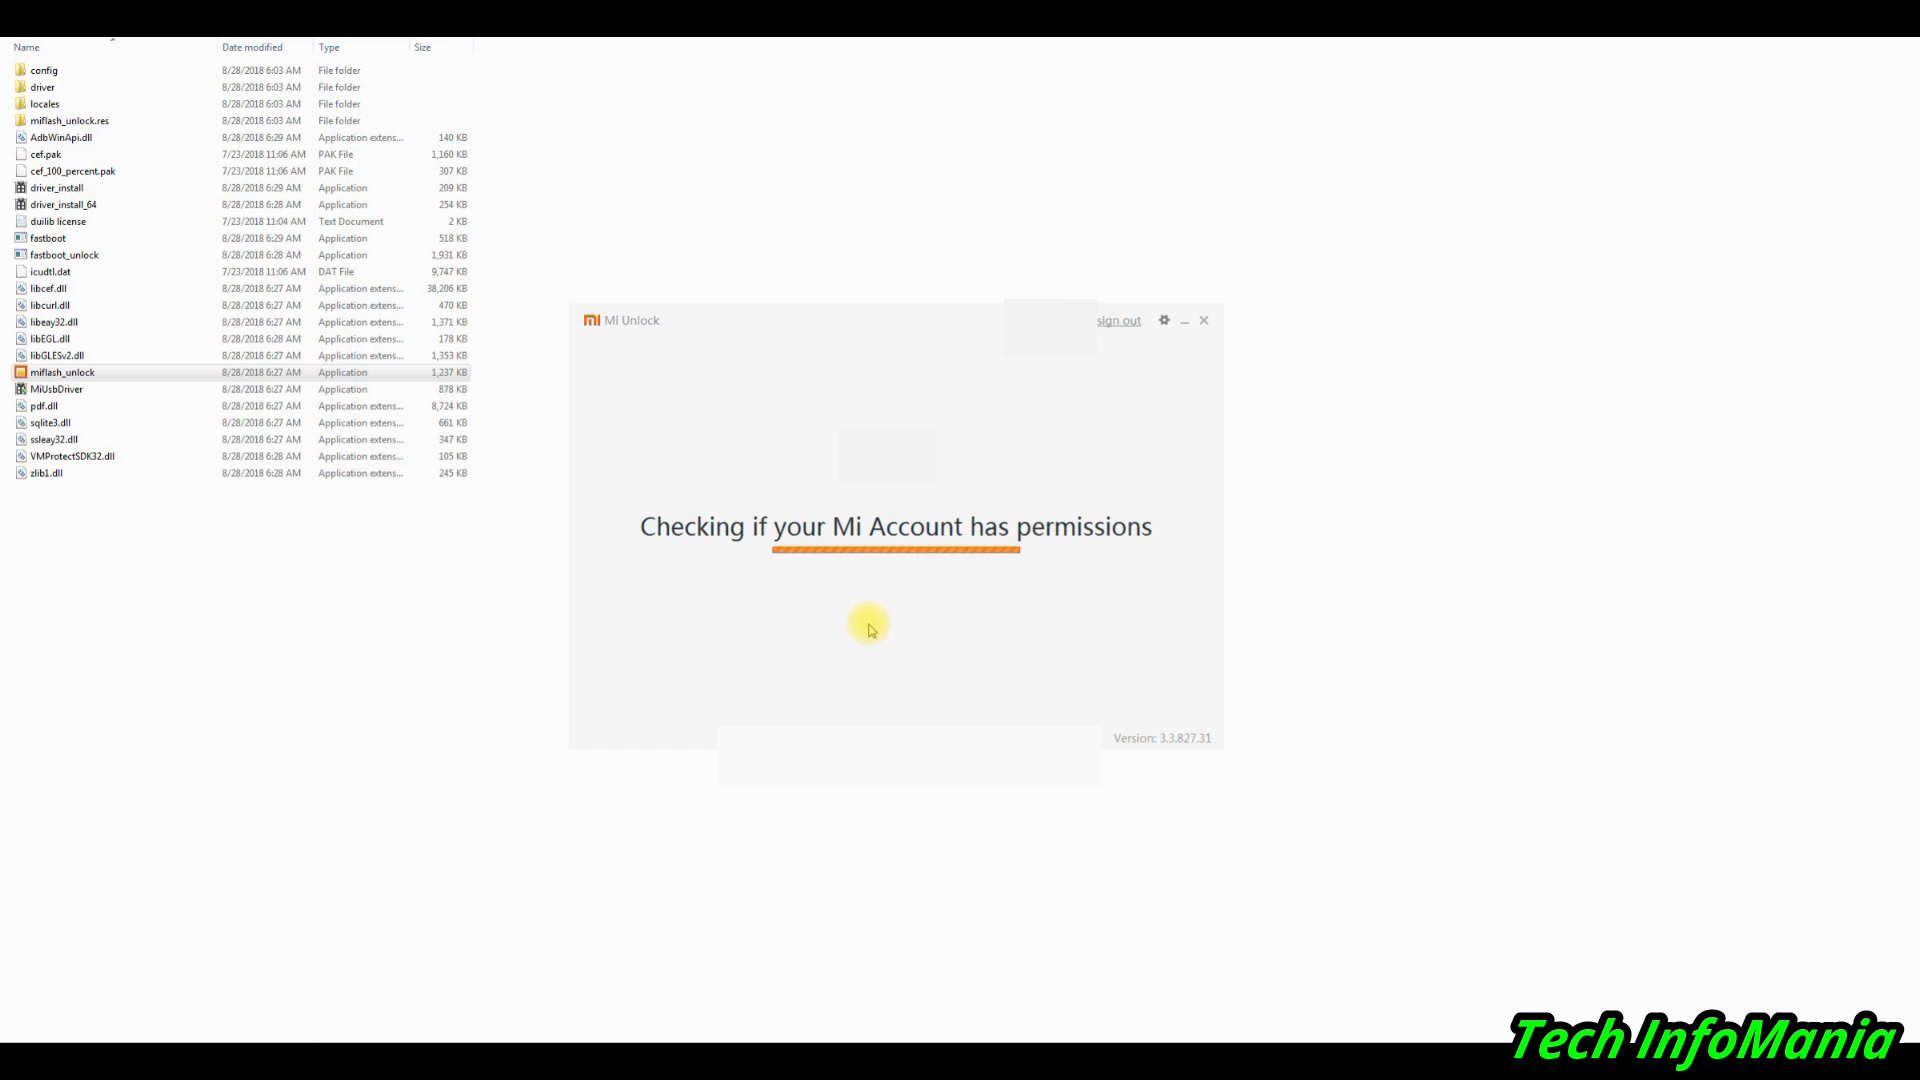 Name Date modified Type Size
config 8/28/2018 6:03 AM File folder
driver 8/28/2018 6:03 AM File folder
locales 8/28/2018 6:03 AM File folder
miflash_unlock.res 8/28/2018 6:03 AM File folder
AdbWinApi.dll 8/28/2018 6:29 AM Application extens... 140 KB
cef.pak 7/23/2018 11:06 AM PAK File 1,160 KB
cef_100_percent.pak 7/23/2018 11:06 AM PAK File 307 KB
driver_install 8/28/2018 6:29 AM Application 209 KB
driver_install_64 8/28/2018 6:28 AM Application 254 KB
duilib license 7/23/2018 11:04 AM Text Document 2 KB
fastboot 8/28/2018 6:29 AM Application 518 KB
fastboot_unlock 8/28/2018 6:28 AM Application 1,931 KB
icudtl.dat 7/23/2018 11:06 AM DAT File 9,747 KB
libcef.dll 8/28/2018 6:27 AM Application extens... 38,206 KB
libcurl.dll 8/28/2018 6:27 AM Application extens... 470 KB
libeay32.dll 8/28/2018 6:27 AM Application extens... 1,371 KB
libEGL.dll 8/28/2018 6:28 AM Application extens... 178 KB
libGLESv2.dll 8/28/2018 6:27 AM Application extens... 1,353 KB
miflash_unlock 8/28/2018 6:27 AM Application 1,237 KB
MiUsbDriver 8/28/2018 6:27 AM Application 878 KB
pdf.dll 8/28/2018 6:27 AM Application extens... 8,724 KB
sqlite3.dll 8/28/2018 6:27 AM Application extens... 661 KB
ssleay32.dll 8/28/2018 6:27 AM Application extens... 347 KB
VMProtectSDK32.dll 8/28/2018 6:28 AM Application extens... 105 KB
zlib1.dll 8/28/2018 6:28 AM Application extens... 245 KB
Mi Unlock sign out
Checking if your Mi Account has permissions
Version: 3.3.827.31
Tech InfoMania